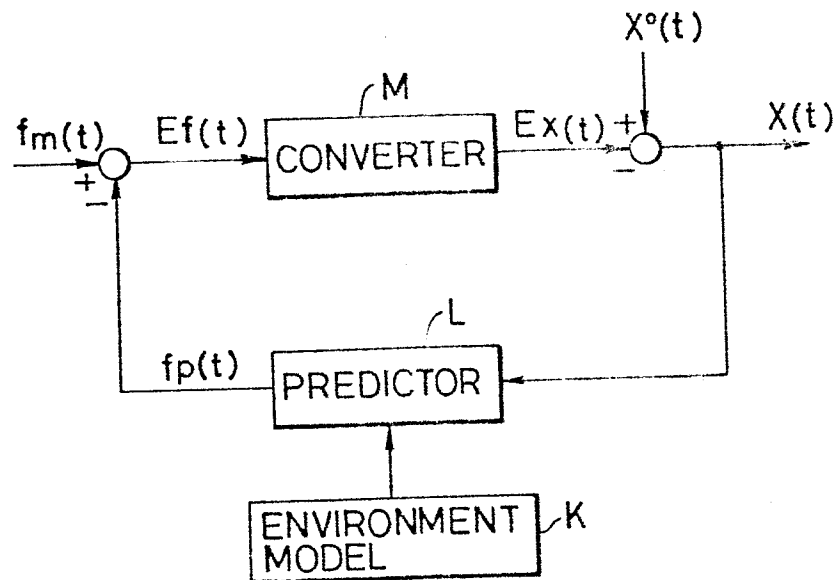 X°(t)
M
fm(t)
Ef(t)
CONVERTER
Ex(t)
+
X(t)
+
−
−
L
fp(t)
PREDICTOR
ENVIRONMENT
MODEL
K